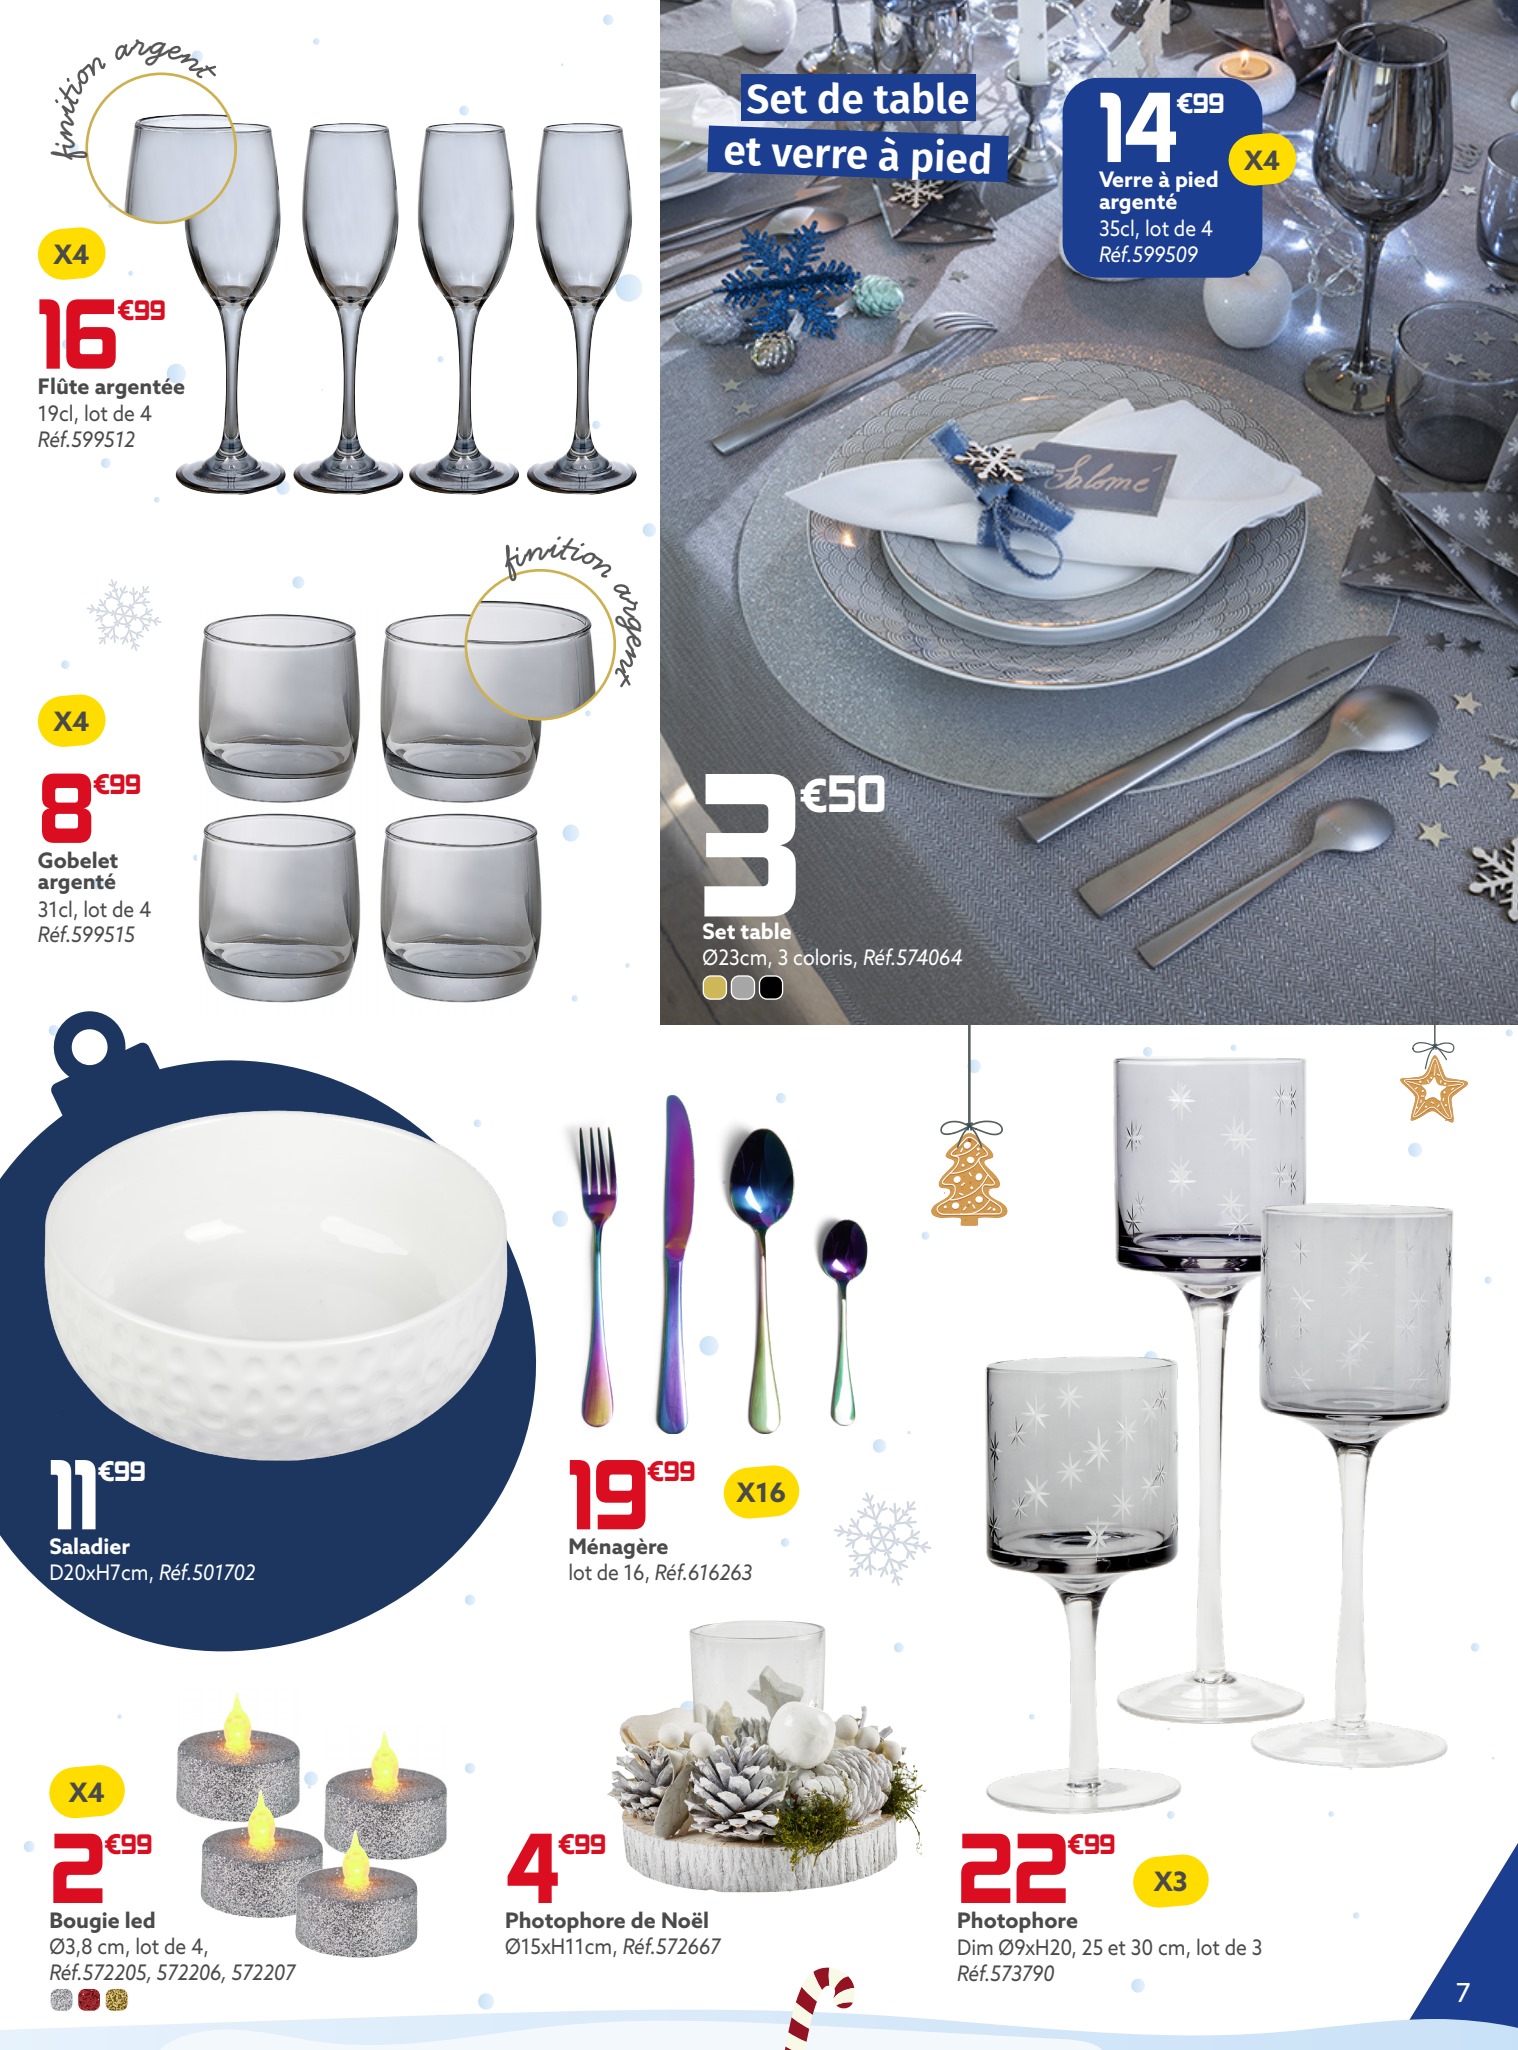 finition argent
X4
16€99
Flûte argentée
19cl, lot de 4
Réf.599512
finition argent
X4
8€99
Gobelet
argenté
31cl, lot de 4
Réf.599515
Set de table
et verre à pied
14€99
X4
Verre à pied
argenté
35cl, lot de 4
Réf.599509
Salomé
3€50
Set table
Ø23cm, 3 coloris, Réf.574064
11€99
Saladier
D20xH7cm, Réf.501702
19€99
X16
Ménagère
lot de 16, Réf.616263
X4
2€99
Bougie led
Ø3,8 cm, lot de 4,
Réf.572205, 572206, 572207
4€99
Photophore de Noël
Ø15xH11cm, Réf.572667
22€99
X3
Photophore
Dim Ø9xH20, 25 et 30 cm, lot de 3
Réf.573790
7